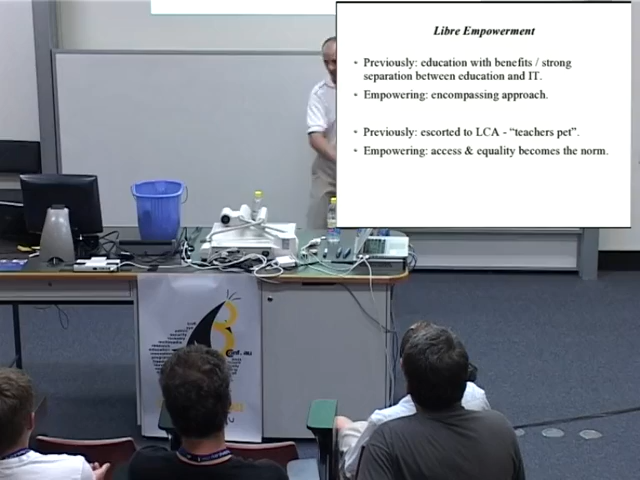 Libre Empowerment
Previously: education with benefits / strong
separation between education and IT.
Empowering: encompassing approach.
Previously: escorted to LCA - “teachers pet”.
Empowering: access & equality becomes the norm.